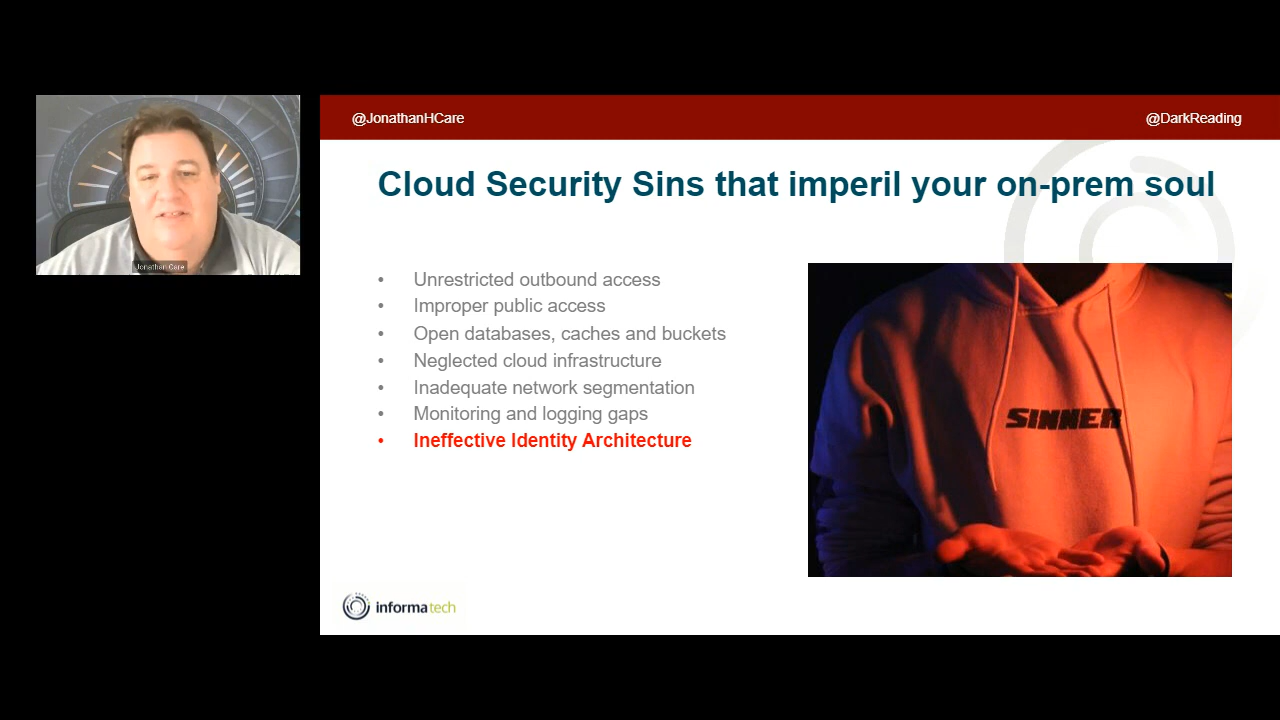 @JonathanHCare
@DarkReading
Cloud Security Sins that imperil your on-prem soul
Jonathan Care
• Unrestricted outbound access
• Improper public access
• Open databases, caches and buckets
• Neglected cloud infrastructure
• Inadequate network segmentation
• Monitoring and logging gaps
• Ineffective Identity Architecture
SINNER
informa tech